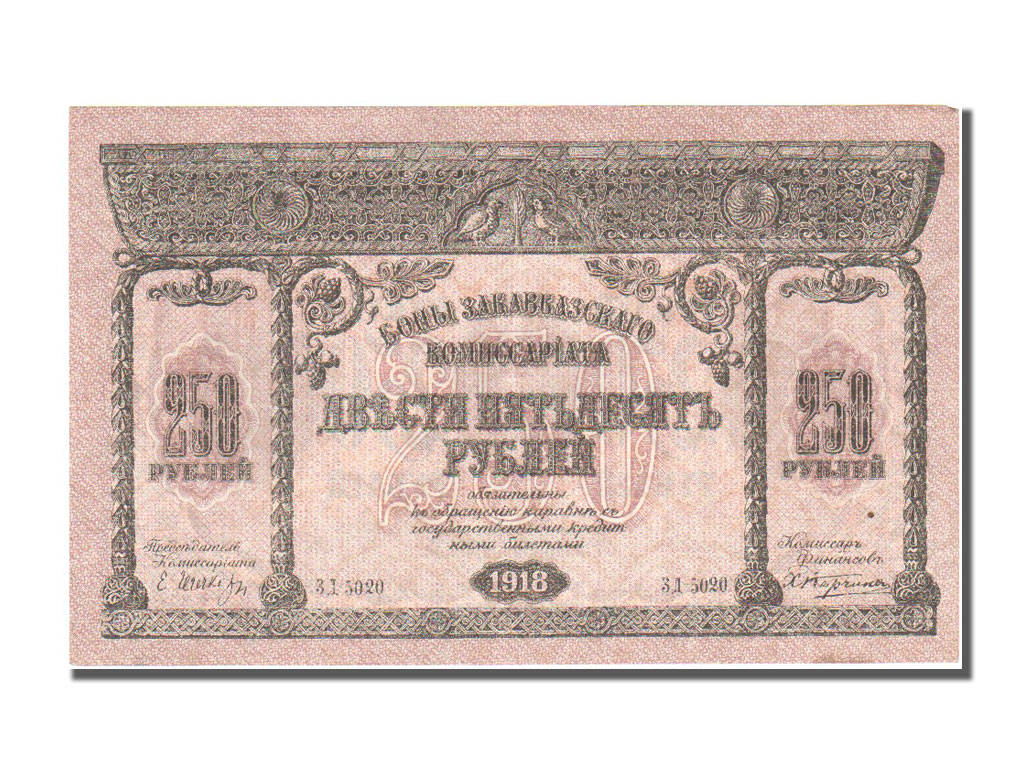 БОНЫ ЗАКАВКАЗСКАГО
КОМИССАРІАТА
ДВѢСТИ ПЯТЬДЕСЯТЪ
РУБЛЕЙ
250
РУБЛЕЙ
250
РУБЛЕЙ
250
обязательны
къ обращенію наравнѣ съ
государственными кредит
ными билетами
Предсѣдатель
Комиссаріата
Комиссаръ
Финансовъ
ЗД 5020
1918
ЗД 5020